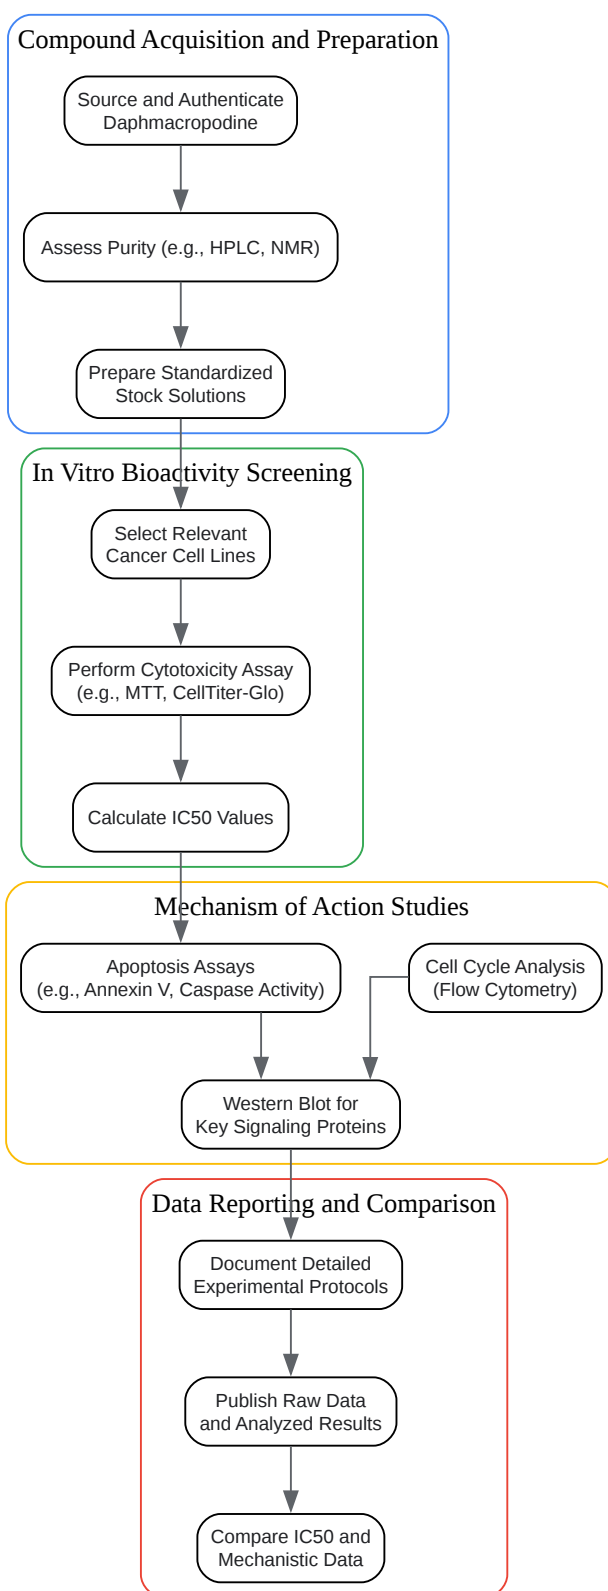 Compound Acquisition and Preparation
Source and Authenticate
Daphmacropodine
Assess Purity (e.g., HPLC, NMR)
Prepare Standardized
Stock Solutions
In Vitro Bioactivity Screening
Select Relevant
Cancer Cell Lines
Perform Cytotoxicity Assay
(e.g., MTT, CellTiter-Glo)
Calculate IC50 Values
Mechanism of Action Studies
Apoptosis Assays
(e.g., Annexin V, Caspase Activity)
Cell Cycle Analysis
(Flow Cytometry)
Western Blot for
Key Signaling Proteins
Data Reporting and Comparison
Document Detailed
Experimental Protocols
Publish Raw Data
and Analyzed Results
Compare IC50 and
Mechanistic Data